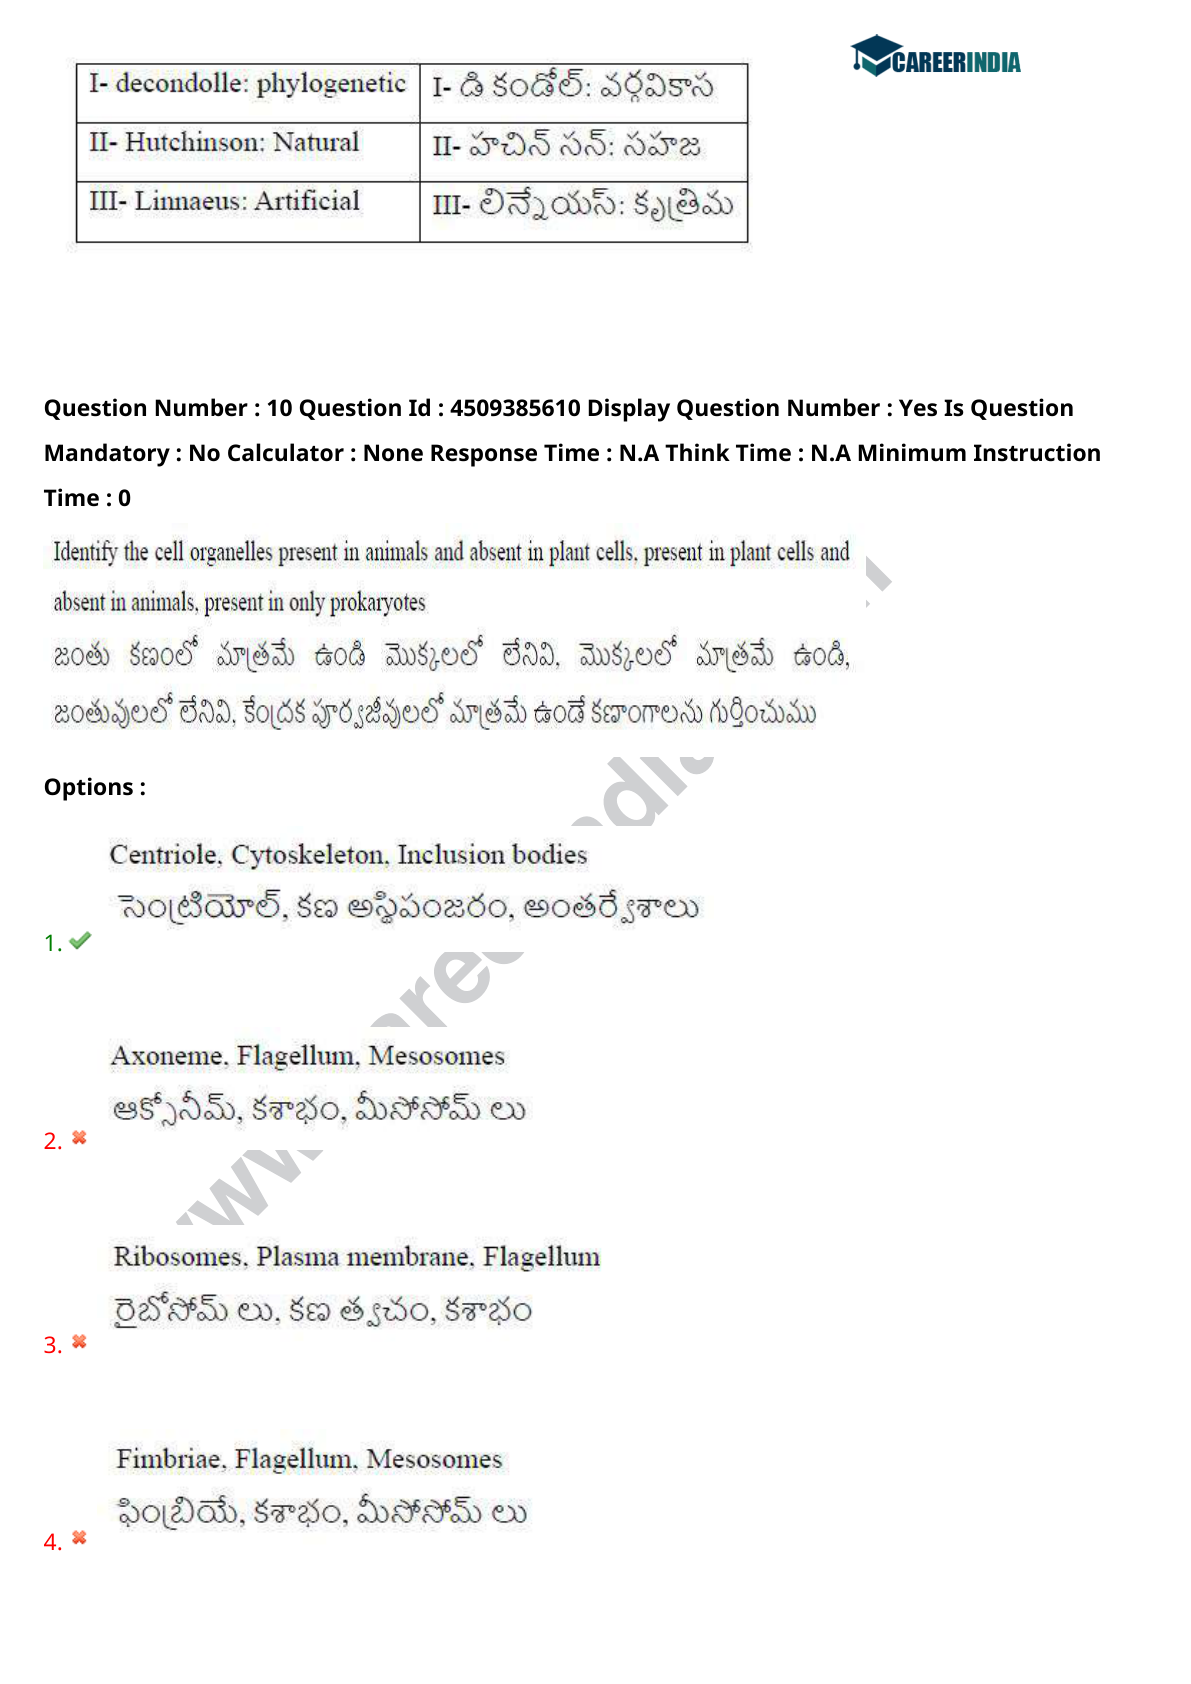 CAREERINDIA
I- decondolle: phylogenetic I- డి కండోల్: వర్గవికాస
II- Hutchinson: Natural II- హచిన్ సన్: సహజ
III- Linnaeus: Artificial III- లిన్నేయస్: కృత్రిమ
Question Number : 10 Question Id : 4509385610 Display Question Number : Yes Is Question
Mandatory : No Calculator : None Response Time : N.A Think Time : N.A Minimum Instruction
Time : 0
Identify the cell organelles present in animals and absent in plant cells, present in plant cells and
absent in animals, present in only prokaryotes
జంతు కణంలో మాత్రమే ఉండి మొక్కలలో లేనివి, మొక్కలలో మాత్రమే ఉండి,
జంతువులలో లేనివి, కేంద్రక పూర్వజీవులలో మాత్రమే ఉండే కణాంగాలను గుర్తించుము
Options :
Centriole, Cytoskeleton, Inclusion bodies
సెంట్రియోల్, కణ అస్థిపంజరం, అంతర్వేశాలు
1.
Axoneme, Flagellum, Mesosomes
ఆక్సోనీమ్, కశాభం, మీసోసోమ్ లు
2.
Ribosomes, Plasma membrane, Flagellum
రైబోసోమ్ లు, కణ త్వచం, కశాభం
3.
Fimbriae, Flagellum, Mesosomes
ఫింబ్రియే, కశాభం, మీసోసోమ్ లు
4.